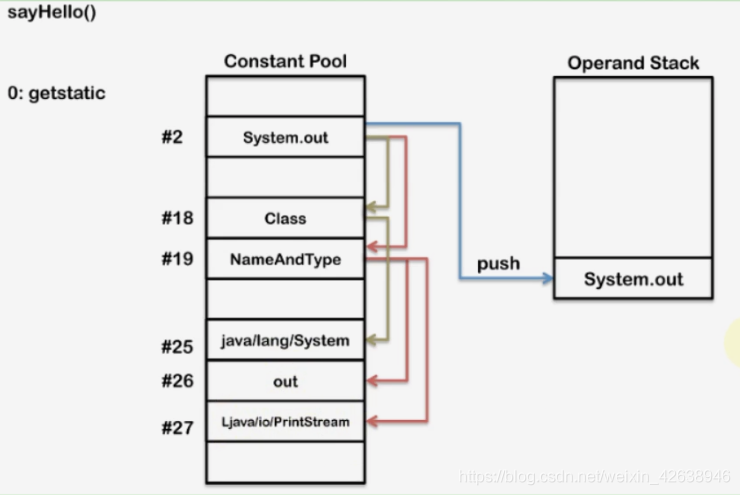 sayHello()
Constant Pool
Operand Stack
0: getstatic
#2
System.out
#18
Class
#19
NameAndType
push
System.out
#25
java/lang/System
#26
out
#27
Ljava/io/PrintStream
https://blog.csdn.net/weixin_42638946